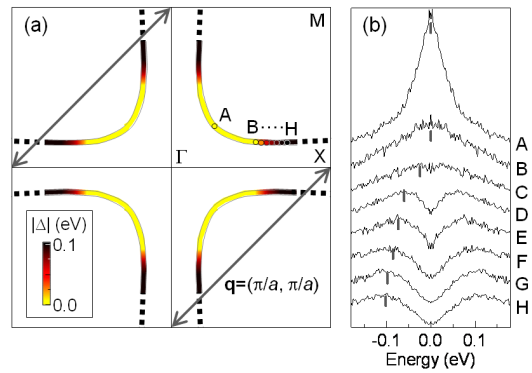 (a)
M
A
B·····H
Γ
X
|Δ| (eV)
0.1
0.0
q=(π/a, π/a)
(b)
A
B
C
D
E
F
G
H
-0.1 0.0 0.1
Energy (eV)